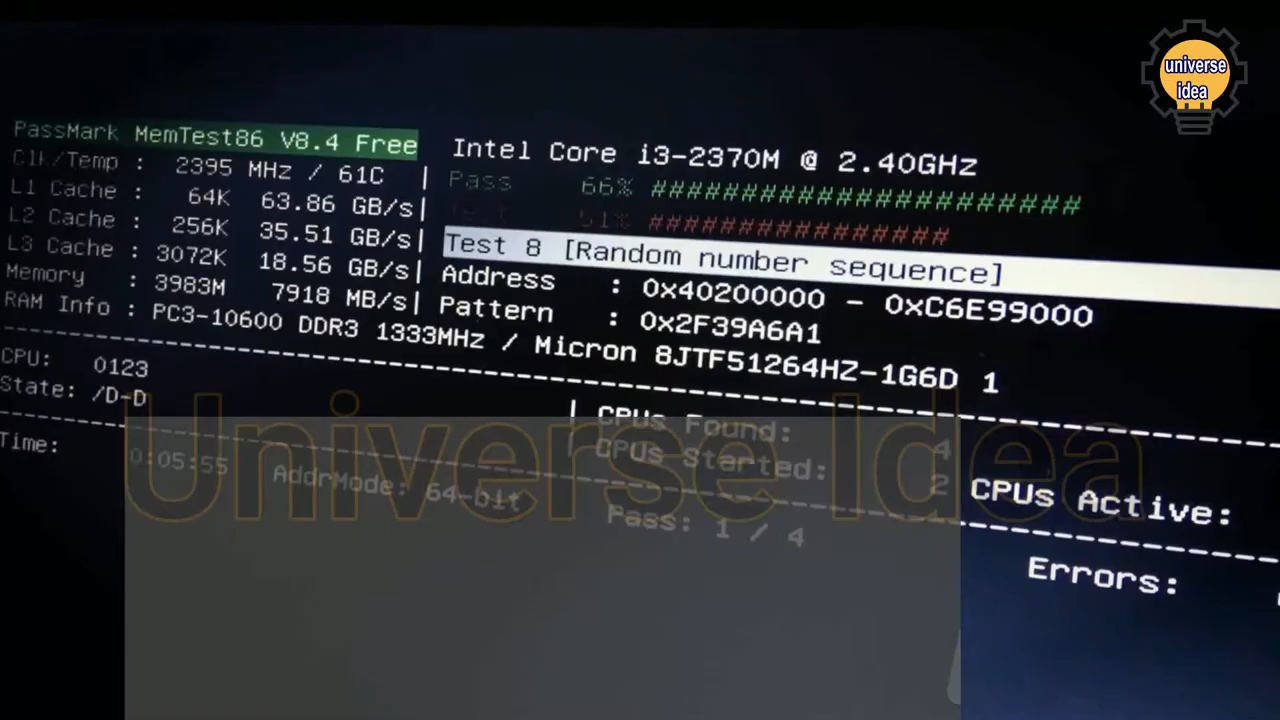 universe
idea
PassMark MemTest86 V8.4 Free
Intel Core i3-2370M @ 2.40GHz
Clk/Temp : 2395 MHz / 61C |
Pass 66% ########################
L1 Cache : 64K 63.86 GB/s|
Test 51% ##################
L2 Cache : 256K 35.51 GB/s|
Test 8 [Random number sequence]
L3 Cache : 3072K 18.56 GB/s|
Address : 0x40200000 - 0xC6E99000
Memory : 3983M 7918 MB/s|
Pattern : 0x2F39A6A1
RAM Info : PC3-10600 DDR3 1333MHz / Micron 8JTF51264HZ-1G6D 1
CPU: 0123
State: /D-D
| CPUs Found: 4
| CPUs Started: 2
CPUs Active:
Time: 0:05:55 AddrMode: 64-bit Pass: 1 / 4
Errors:
Universe Idea